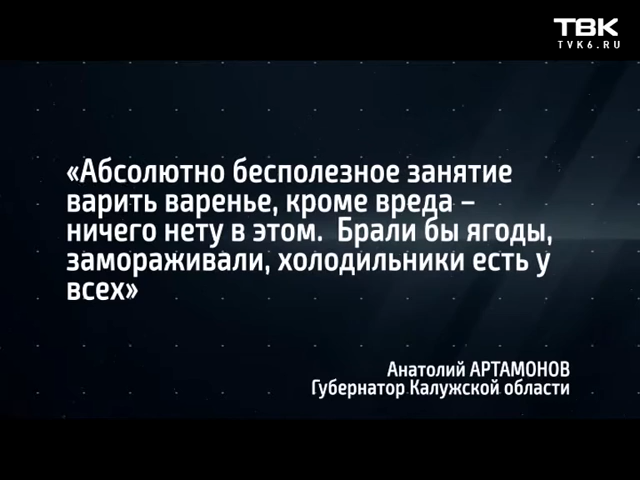 ТВК
TVK6.RU
«Абсолютно бесполезное занятие
варить варенье, кроме вреда –
ничего нету в этом. Брали бы ягоды,
замораживали, холодильники есть у
всех»
Анатолий АРТАМОНОВ
Губернатор Калужской области